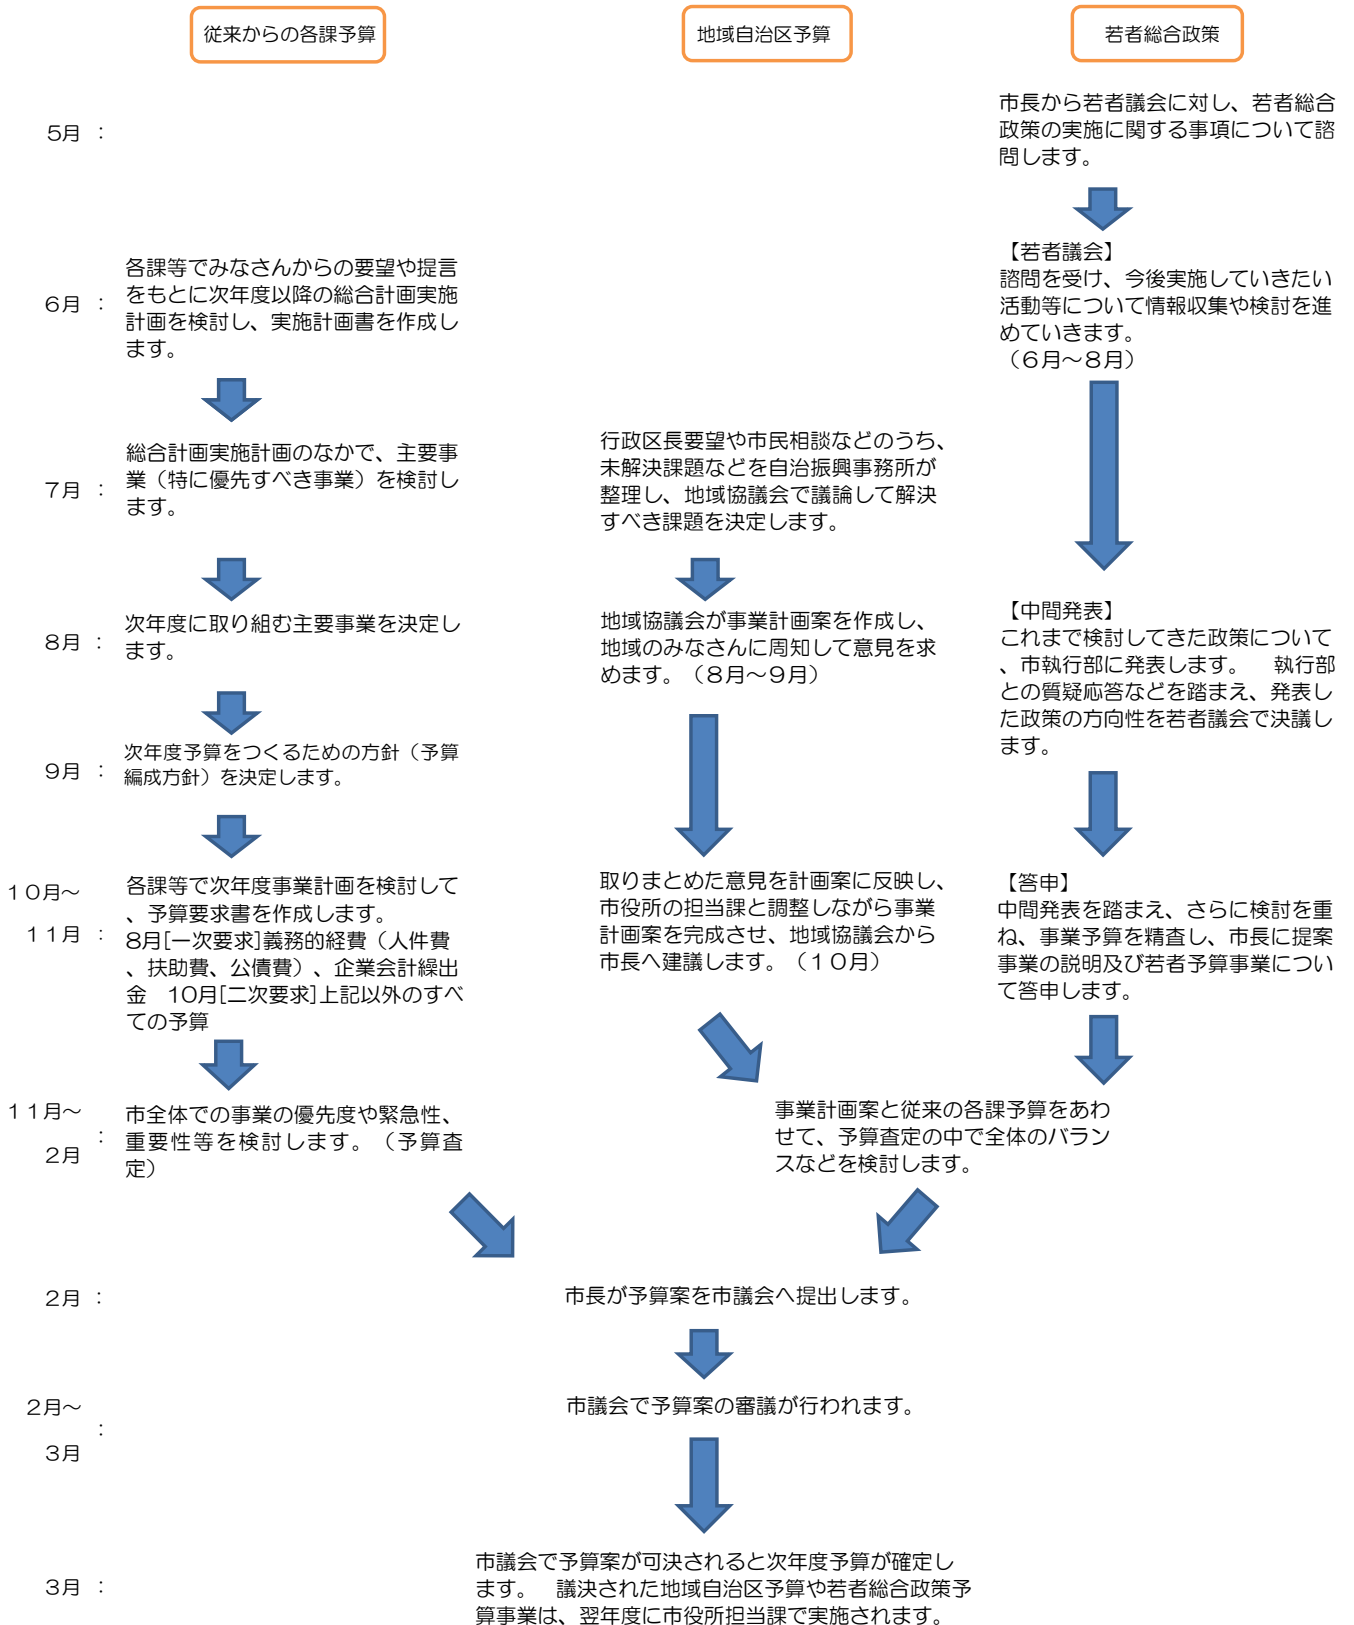 従来からの各課予算
地域自治区予算
若者総合政策
5月 :
市長から若者議会に対し、若者総合
政策の実施に関する事項について諮
問します。
6月 :
各課等でみなさんからの要望や提言
をもとに次年度以降の総合計画実施
計画を検討し、実施計画書を作成し
ます。
【若者議会】
諮問を受け、今後実施していきたい
活動等について情報収集や検討を進
めていきます。
（6月～8月）
7月 :
総合計画実施計画のなかで、主要事
業（特に優先すべき事業）を検討し
ます。
行政区長要望や市民相談などのうち、
未解決課題などを自治振興事務所が
整理し、地域協議会で議論して解決
すべき課題を決定します。
8月 :
次年度に取り組む主要事業を決定し
ます。
地域協議会が事業計画案を作成し、
地域のみなさんに周知して意見を求
めます。（8月～9月）
【中間発表】
これまで検討してきた政策について
、市執行部に発表します。　執行部
との質疑応答などを踏まえ、発表し
た政策の方向性を若者議会で決議し
ます。
9月 :
次年度予算をつくるための方針（予算
編成方針）を決定します。
10月～
11月 :
各課等で次年度事業計画を検討して
、予算要求書を作成します。
8月[一次要求]義務的経費（人件費
、扶助費、公債費）、企業会計繰出
金　10月[二次要求]上記以外のすべ
ての予算
取りまとめた意見を計画案に反映し、
市役所の担当課と調整しながら事業
計画案を完成させ、地域協議会から
市長へ建議します。（10月）
【答申】
中間発表を踏まえ、さらに検討を重
ね、事業予算を精査し、市長に提案
事業の説明及び若者予算事業につい
て答申します。
11月～
:
2月
市全体での事業の優先度や緊急性、
重要性等を検討します。（予算査
定）
事業計画案と従来の各課予算をあわ
せて、予算査定の中で全体のバラン
スなどを検討します。
2月 :
市長が予算案を市議会へ提出します。
2月～
:
3月
市議会で予算案の審議が行われます。
3月 :
市議会で予算案が可決されると次年度予算が確定し
ます。　議決された地域自治区予算や若者総合政策予
算事業は、翌年度に市役所担当課で実施されます。